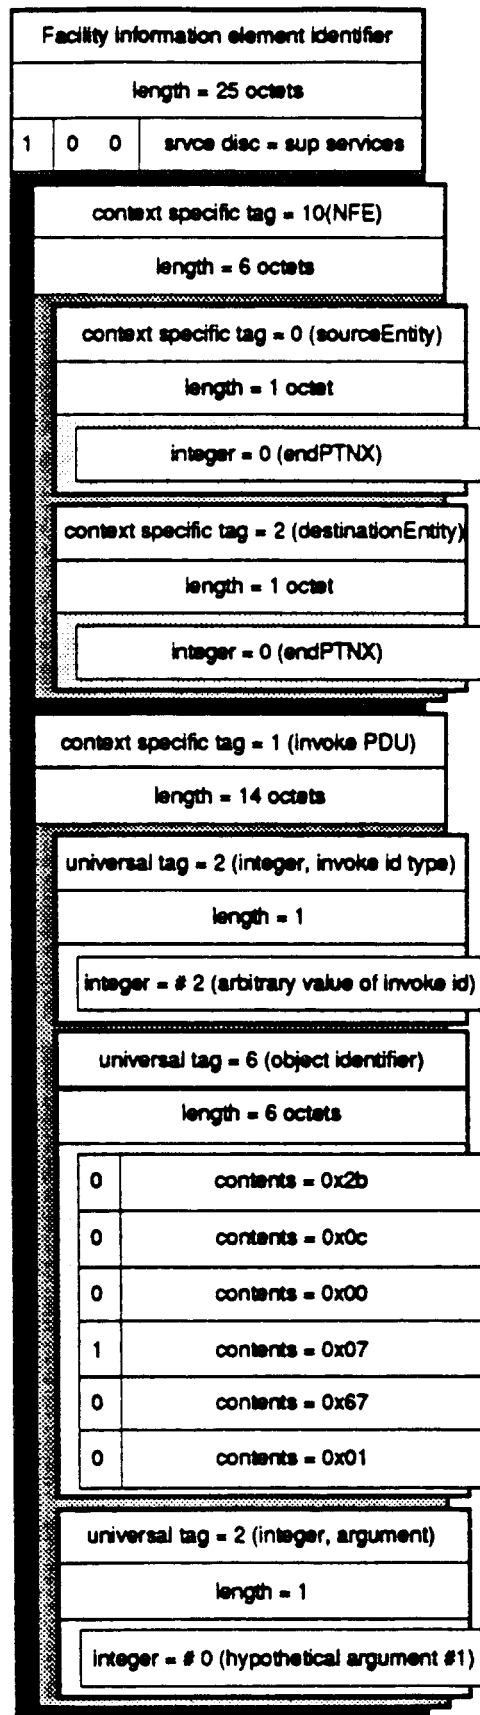 Facility information element identifier
length = 25 octets
1 0 0 srvce disc = sup services
context specific tag = 10(NFE)
length = 6 octets
context specific tag = 0 (sourceEntity)
length = 1 octet
integer = 0 (endPTNX)
context specific tag = 2 (destinationEntity)
length = 1 octet
integer = 0 (endPTNX)
context specific tag = 1 (invoke PDU)
length = 14 octets
universal tag = 2 (integer, invoke id type)
length = 1
integer = # 2 (arbitrary value of invoke id)
universal tag = 6 (object identifier)
length = 6 octets
0 contents = 0x2b
0 contents = 0x0c
0 contents = 0x00
1 contents = 0x07
0 contents = 0x67
0 contents = 0x01
universal tag = 2 (integer, argument)
length = 1
integer = # 0 (hypothetical argument #1)